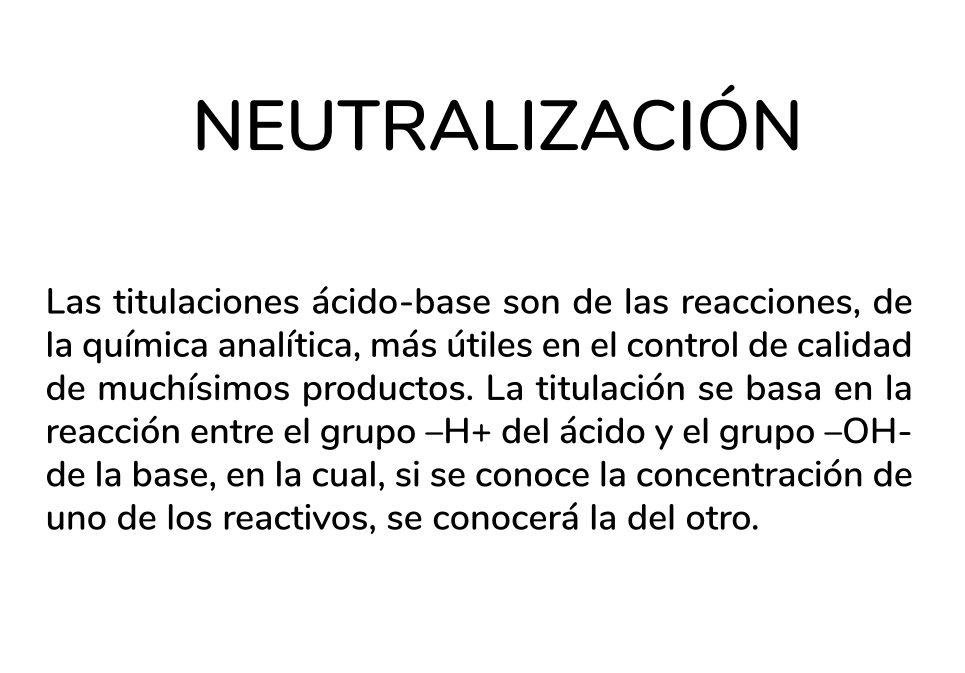 NEUTRALIZACIÓN
Las titulaciones ácido-base son de las reacciones, de
la química analítica, más útiles en el control de calidad
de muchísimos productos. La titulación se basa en la
reacción entre el grupo –H+ del ácido y el grupo –OH-
de la base, en la cual, si se conoce la concentración de
uno de los reactivos, se conocerá la del otro.